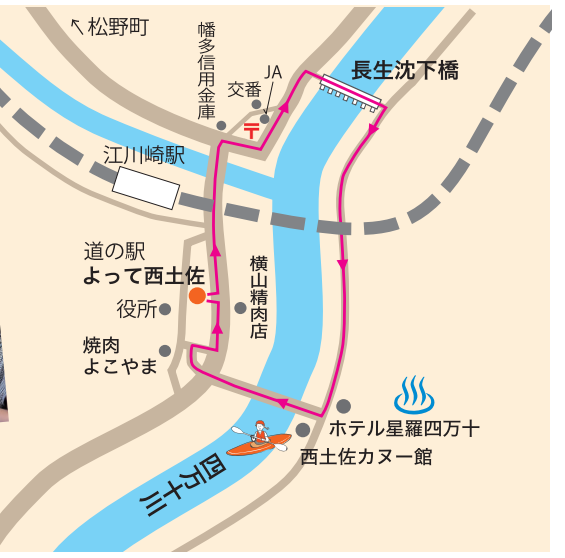 ↖松野町
幡多信用金庫
交番
JA
〒
長生沈下橋
江川崎駅
道の駅
よって西土佐
役所
横山精肉店
焼肉
よこやま
ホテル星羅四万十
西土佐カヌー館
四万十川